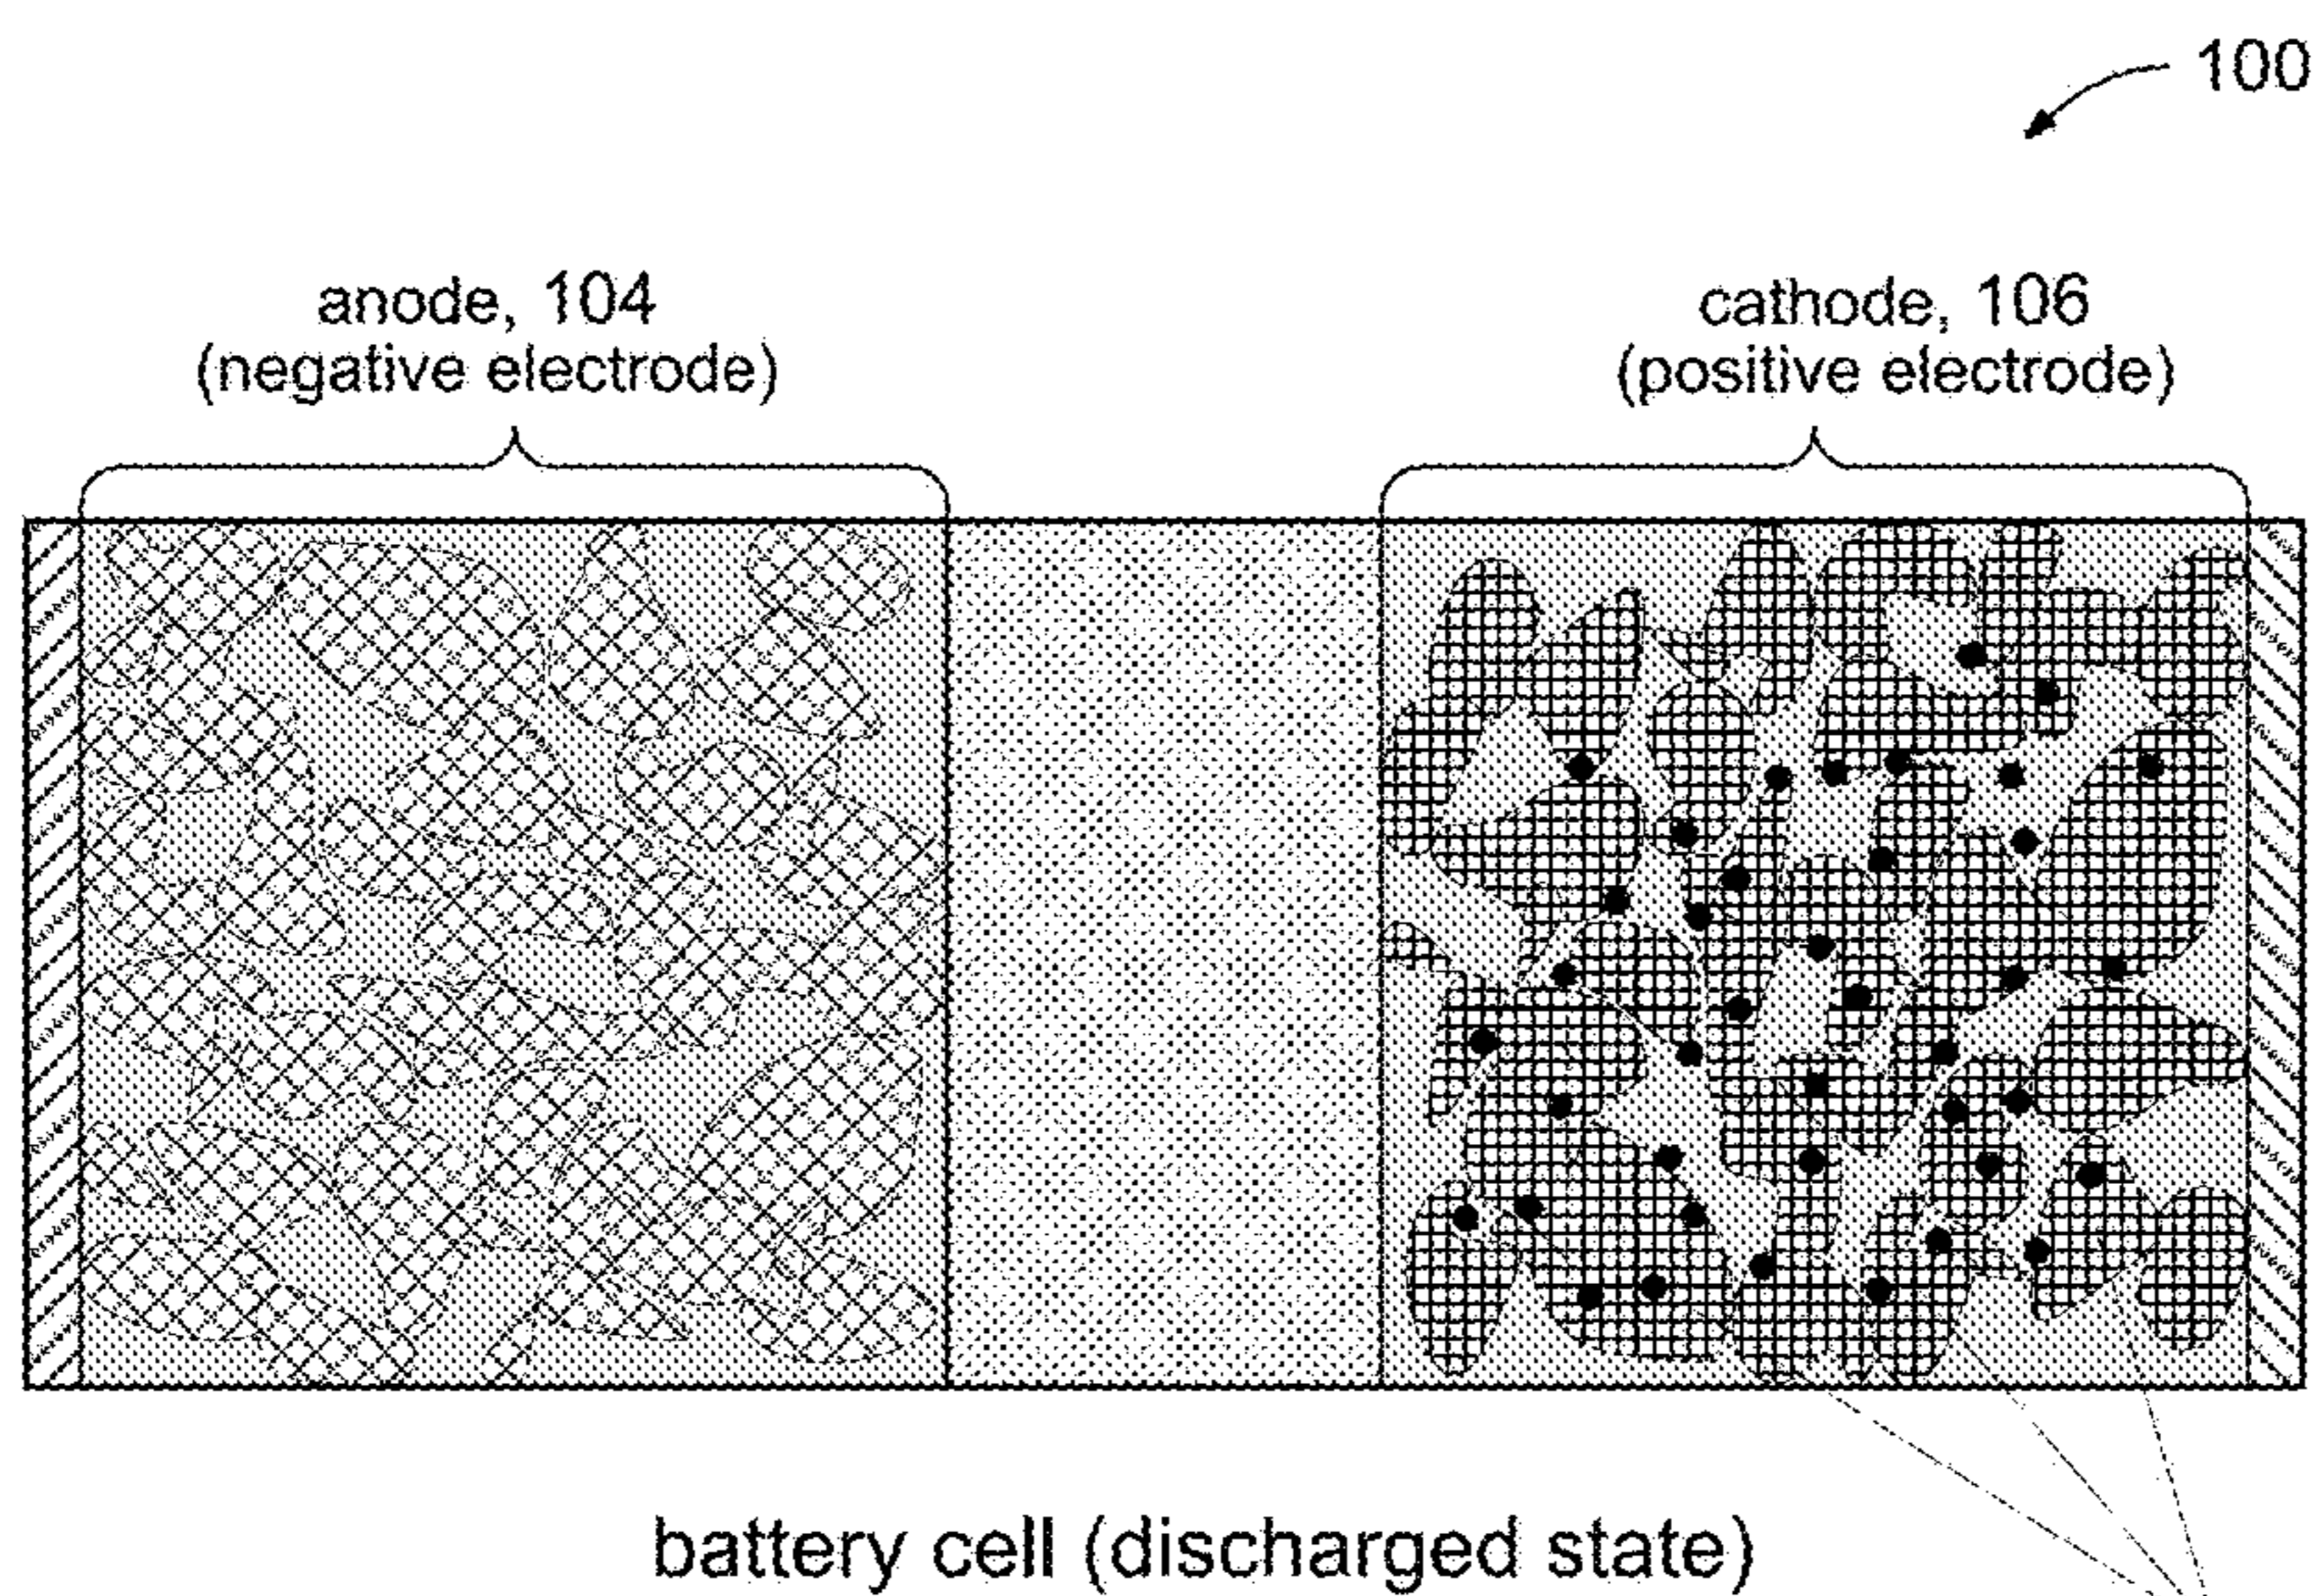 100
anode, 104
(negative electrode)
cathode, 106
(positive electrode)
battery cell (discharged state)